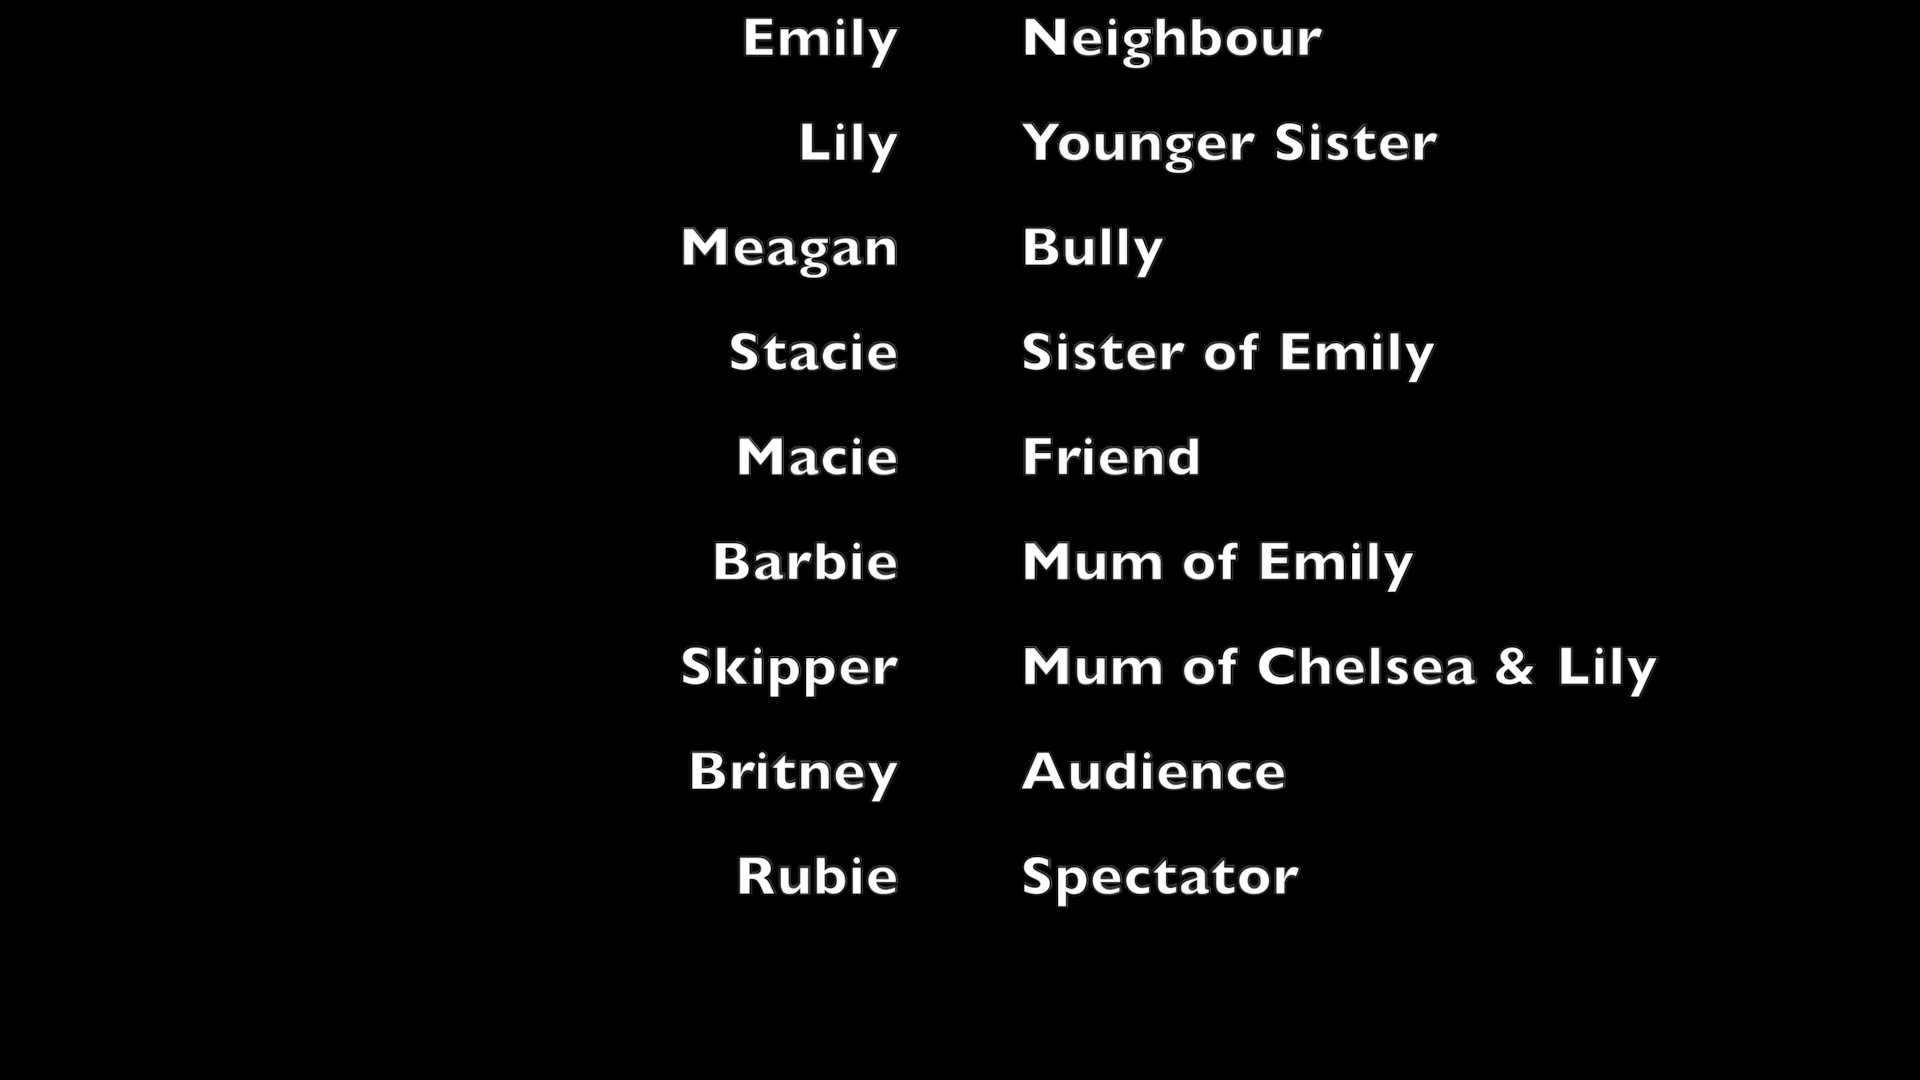 Emily Neighbour
Lily Younger Sister
Meagan Bully
Stacie Sister of Emily
Macie Friend
Barbie Mum of Emily
Skipper Mum of Chelsea & Lily
Britney Audience
Rubie Spectator